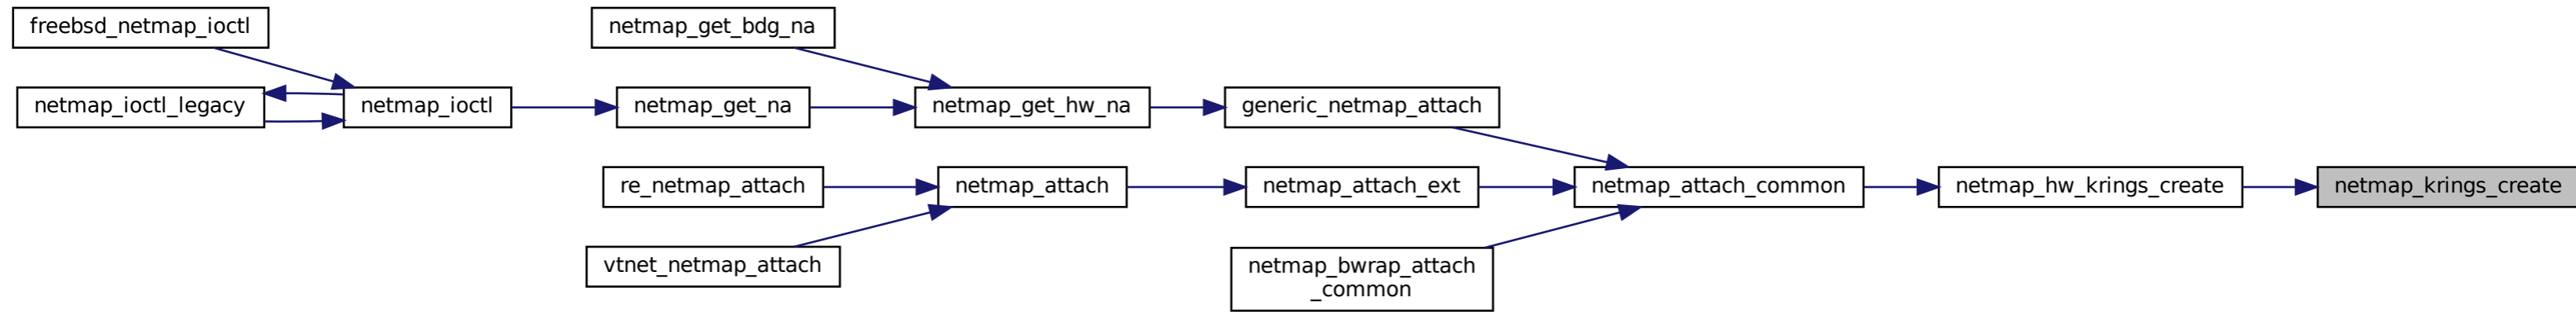 freebsd_netmap_ioctl
netmap_get_bdg_na
netmap_ioctl_legacy
netmap_ioctl
netmap_get_na
netmap_get_hw_na
generic_netmap_attach
re_netmap_attach
netmap_attach
netmap_attach_ext
netmap_attach_common
netmap_hw_krings_create
netmap_krings_create
vtnet_netmap_attach
netmap_bwrap_attach
_common